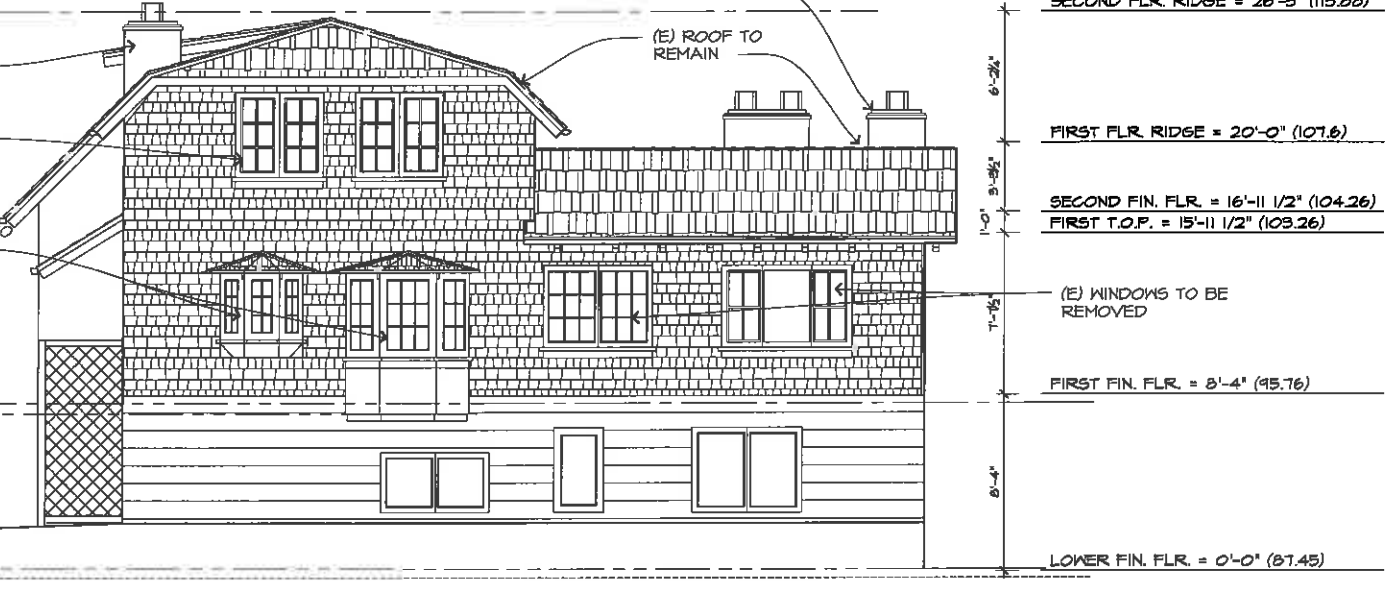 SECOND FLR. RIDGE = 26'-3" (113.88)
(E) ROOF TO
REMAIN
6'-2¼"
FIRST FLR. RIDGE = 20'-0" (107.6)
3'-3½"
SECOND FIN. FLR. = 16'-11 1/2" (104.26)
1'-0"
FIRST T.O.P. = 15'-11 1/2" (103.26)
(E) WINDOWS TO BE
REMOVED
7'-7½"
FIRST FIN. FLR. = 8'-4" (95.76)
8'-4"
LOWER FIN. FLR. = 0'-0" (87.45)